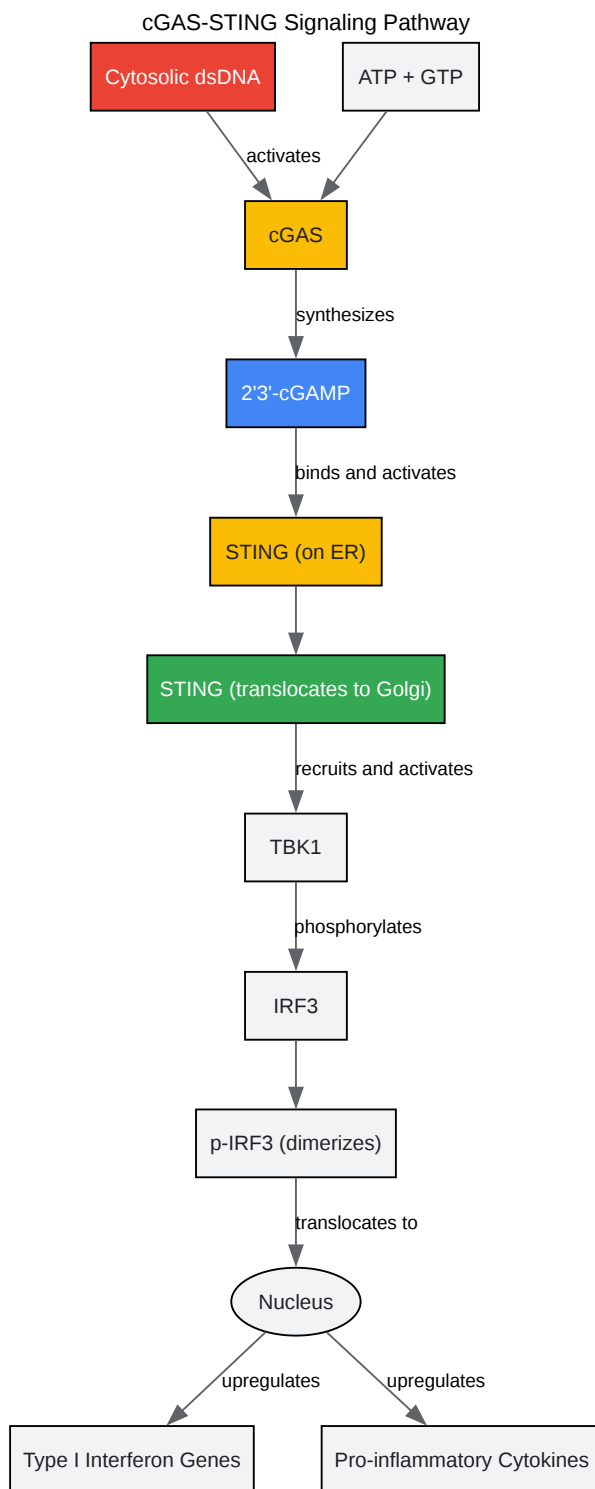 cGAS-STING Signaling Pathway
Cytosolic dsDNA
ATP + GTP
activates
cGAS
synthesizes
2'3'-cGAMP
binds and activates
STING (on ER)
STING (translocates to Golgi)
recruits and activates
TBK1
phosphorylates
IRF3
p-IRF3 (dimerizes)
translocates to
Nucleus
upregulates
upregulates
Type I Interferon Genes
Pro-inflammatory Cytokines